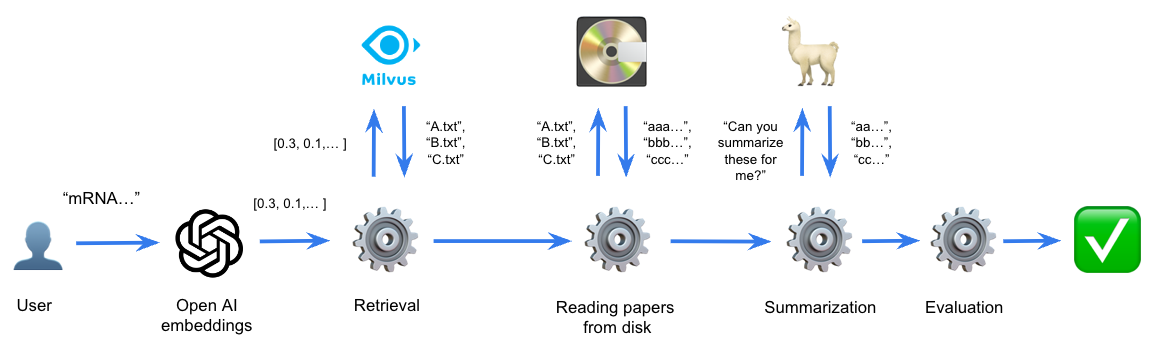 Milvus
[0.3, 0.1,… ]
“A.txt”,
“B.txt”,
“C.txt”
“A.txt”,
“B.txt”,
“C.txt”
“aaa…”,
“bbb…”,
“ccc…”
“Can you
summarize
these for
me?”
“aa…”,
“bb…”,
“cc…”
“mRNA…”
[0.3, 0.1,… ]
User
Open AI
embeddings
Retrieval
Reading papers
from disk
Summarization
Evaluation